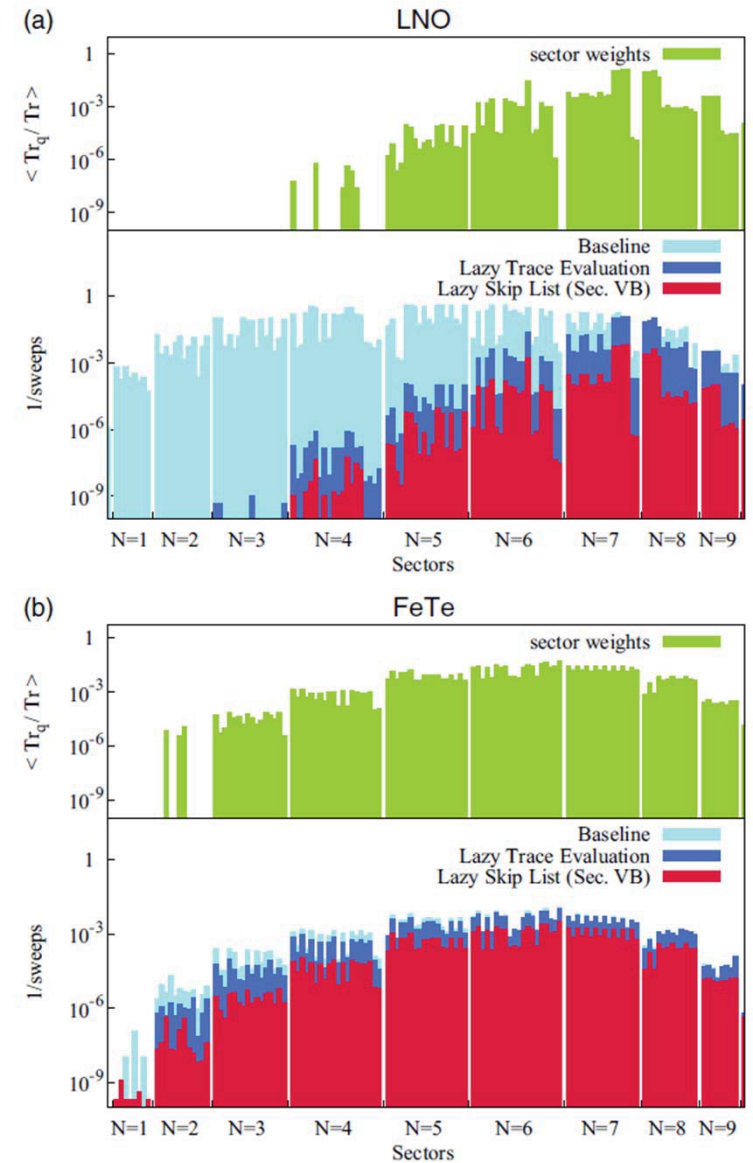 (a)
LNO
sector weights
< Tr_q / Tr >
1
10^-3
10^-6
10^-9
Baseline
Lazy Trace Evaluation
Lazy Skip List (Sec. VB)
1/sweeps
1
10^-3
10^-6
10^-9
N=1 N=2 N=3 N=4 N=5 N=6 N=7 N=8 N=9
Sectors
(b)
FeTe
sector weights
< Tr_q / Tr >
1
10^-3
10^-6
10^-9
Baseline
Lazy Trace Evaluation
Lazy Skip List (Sec. VB)
1/sweeps
1
10^-3
10^-6
10^-9
N=1 N=2 N=3 N=4 N=5 N=6 N=7 N=8 N=9
Sectors